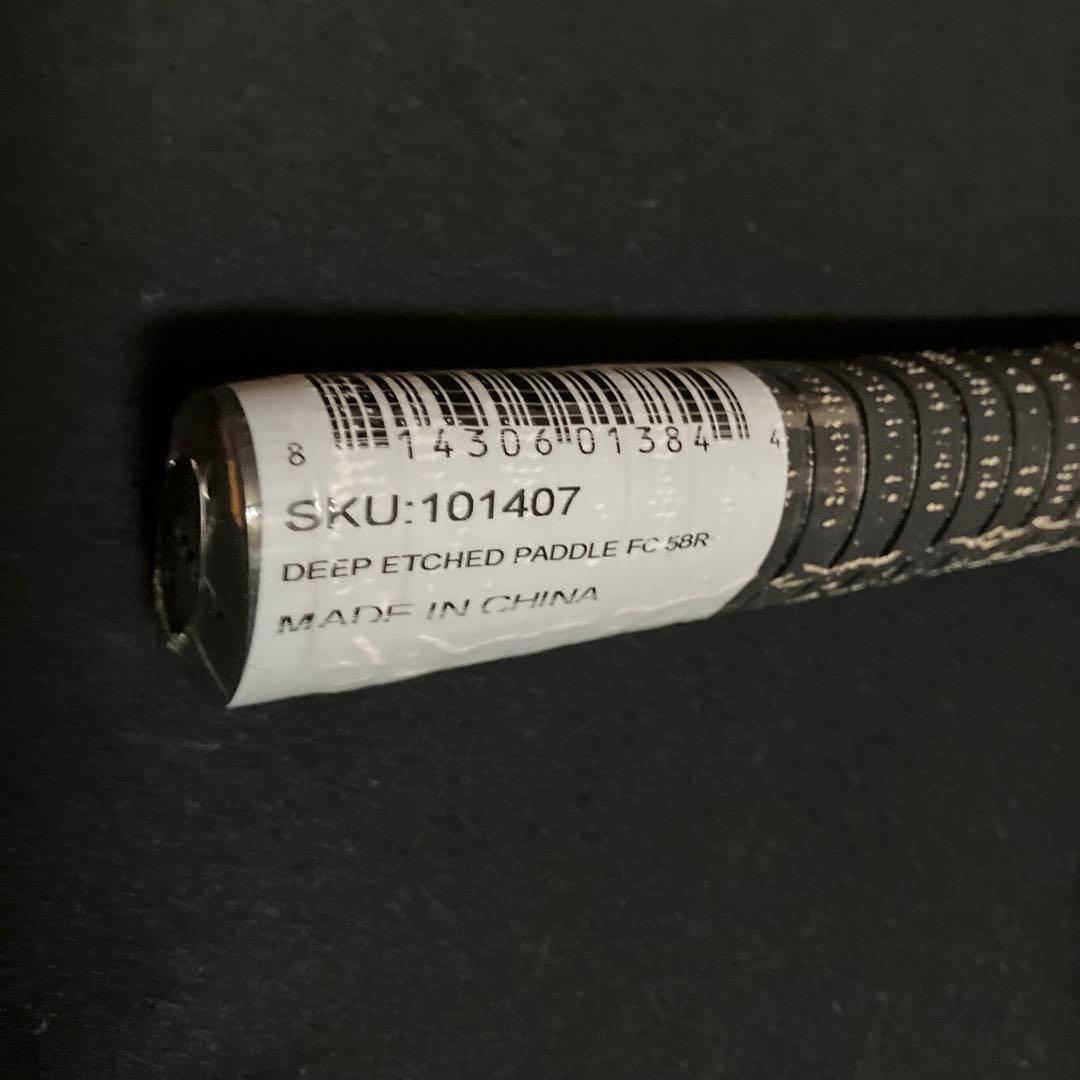 8 14306 01384 4
SKU:101407
DEEP ETCHED PADDLE FC 58R
MADE IN CHINA